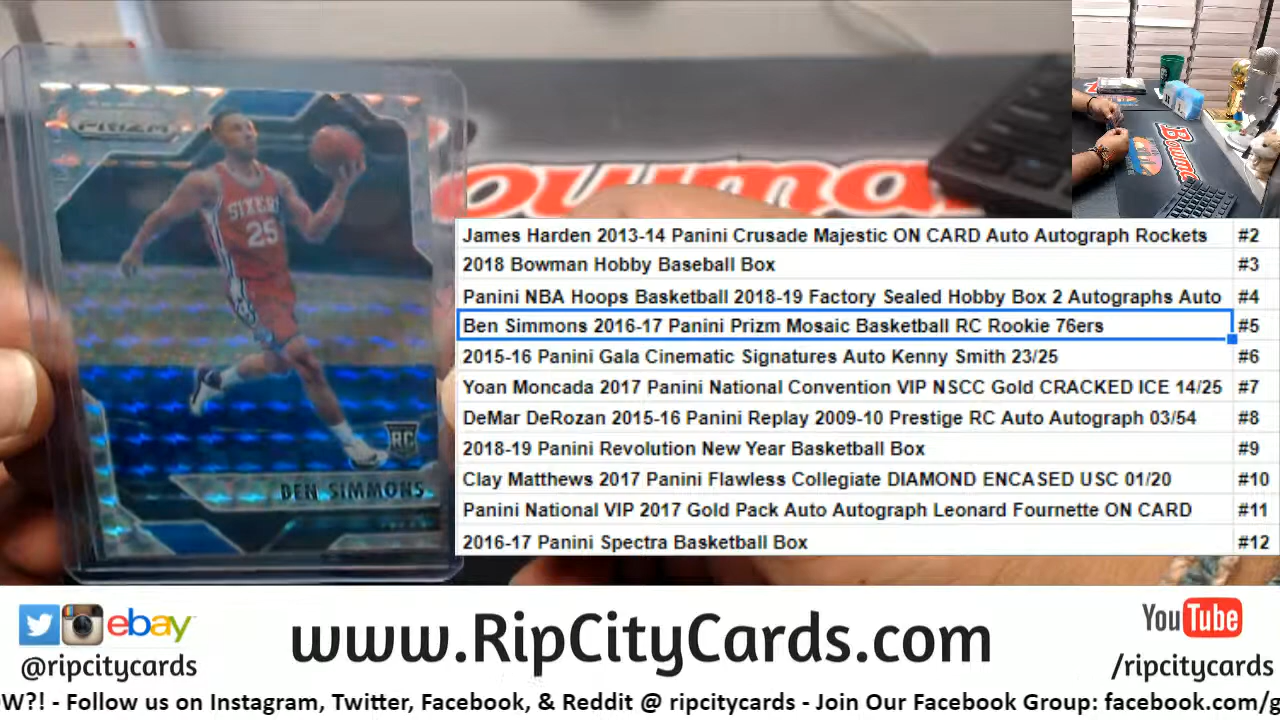 PRIZM
SIXERS
25
RC
BEN SIMMONS
Bowman
James Harden 2013-14 Panini Crusade Majestic ON CARD Auto Autograph Rockets #2
2018 Bowman Hobby Baseball Box #3
Panini NBA Hoops Basketball 2018-19 Factory Sealed Hobby Box 2 Autographs Auto #4
Ben Simmons 2016-17 Panini Prizm Mosaic Basketball RC Rookie 76ers #5
2015-16 Panini Gala Cinematic Signatures Auto Kenny Smith 23/25 #6
Yoan Moncada 2017 Panini National Convention VIP NSCC Gold CRACKED ICE 14/25 #7
DeMar DeRozan 2015-16 Panini Replay 2009-10 Prestige RC Auto Autograph 03/54 #8
2018-19 Panini Revolution New Year Basketball Box #9
Clay Matthews 2017 Panini Flawless Collegiate DIAMOND ENCASED USC 01/20 #10
Panini National VIP 2017 Gold Pack Auto Autograph Leonard Fournette ON CARD #11
2016-17 Panini Spectra Basketball Box #12
ebay
@ripcitycards
www.RipCityCards.com
YouTube
/ripcitycards
OW?! - Follow us on Instagram, Twitter, Facebook, & Reddit @ ripcitycards - Join Our Facebook Group: facebook.com/g